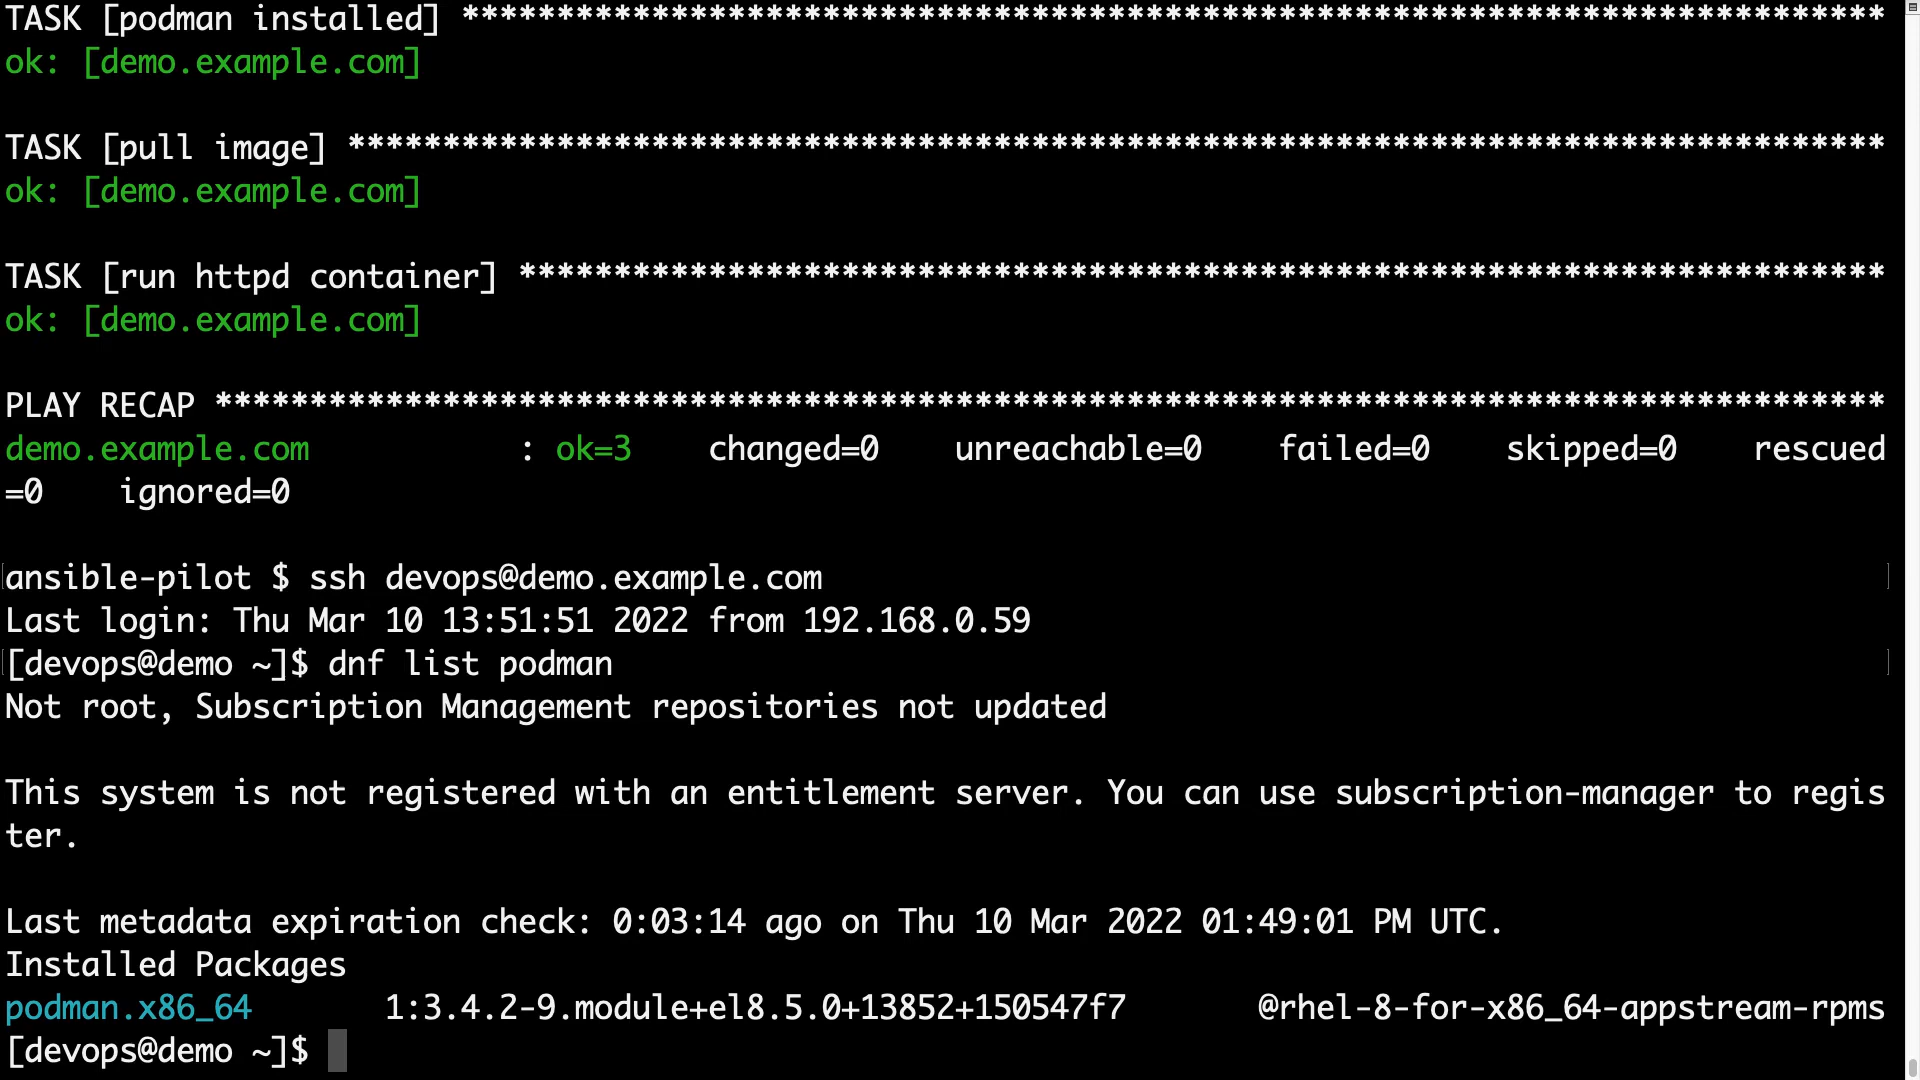 TASK [podman installed] ***************************************************************************
ok: [demo.example.com]
TASK [pull image] *********************************************************************************
ok: [demo.example.com]
TASK [run httpd container] ************************************************************************
ok: [demo.example.com]
PLAY RECAP ****************************************************************************************
demo.example.com           : ok=3    changed=0    unreachable=0    failed=0    skipped=0    rescued
=0    ignored=0
ansible-pilot $ ssh devops@demo.example.com
Last login: Thu Mar 10 13:51:51 2022 from 192.168.0.59
[devops@demo ~]$ dnf list podman
Not root, Subscription Management repositories not updated
This system is not registered with an entitlement server. You can use subscription-manager to regis
ter.
Last metadata expiration check: 0:03:14 ago on Thu 10 Mar 2022 01:49:01 PM UTC.
Installed Packages
podman.x86_64       1:3.4.2-9.module+el8.5.0+13852+150547f7       @rhel-8-for-x86_64-appstream-rpms
[devops@demo ~]$